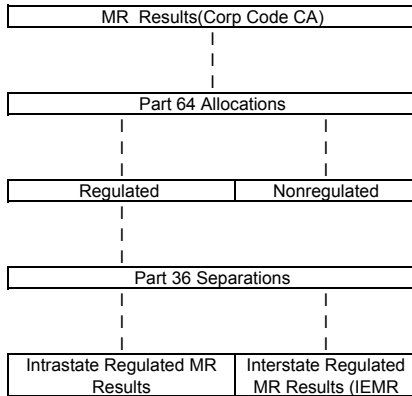 MR Results(Corp Code CA)
Part 64 Allocations
Regulated
Nonregulated
Part 36 Separations
Intrastate Regulated MR
Results
Interstate Regulated
MR Results (IEMR